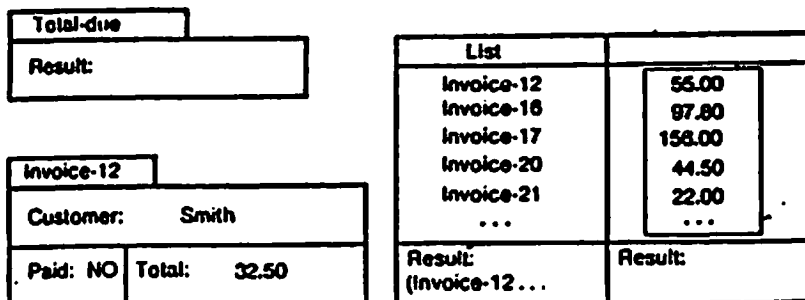 Total-due
Result:
Invoice-12
Customer: Smith
Paid: NO Total: 32.50
List
Invoice-12 55.00
Invoice-16 97.80
Invoice-17 156.00
Invoice-20 44.50
Invoice-21 22.00
... ...
Result: Result:
(Invoice-12...